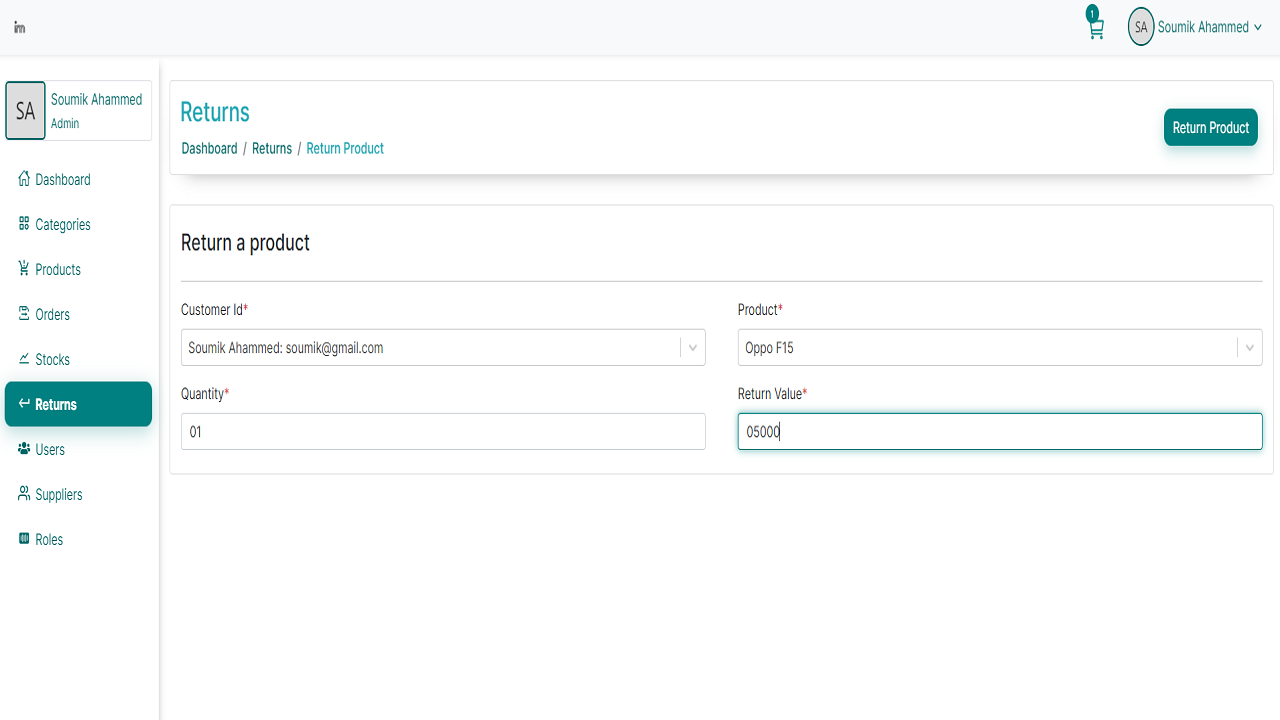 im
1
SA
Soumik Ahammed
SA
Soumik Ahammed
Admin
Dashboard
Categories
Products
Orders
Stocks
Returns
Users
Suppliers
Roles
Returns
Dashboard / Returns / Return Product
Return Product
Return a product
Customer Id*
Soumik Ahammed: soumik@gmail.com
Product*
Oppo F15
Quantity*
01
Return Value*
05000